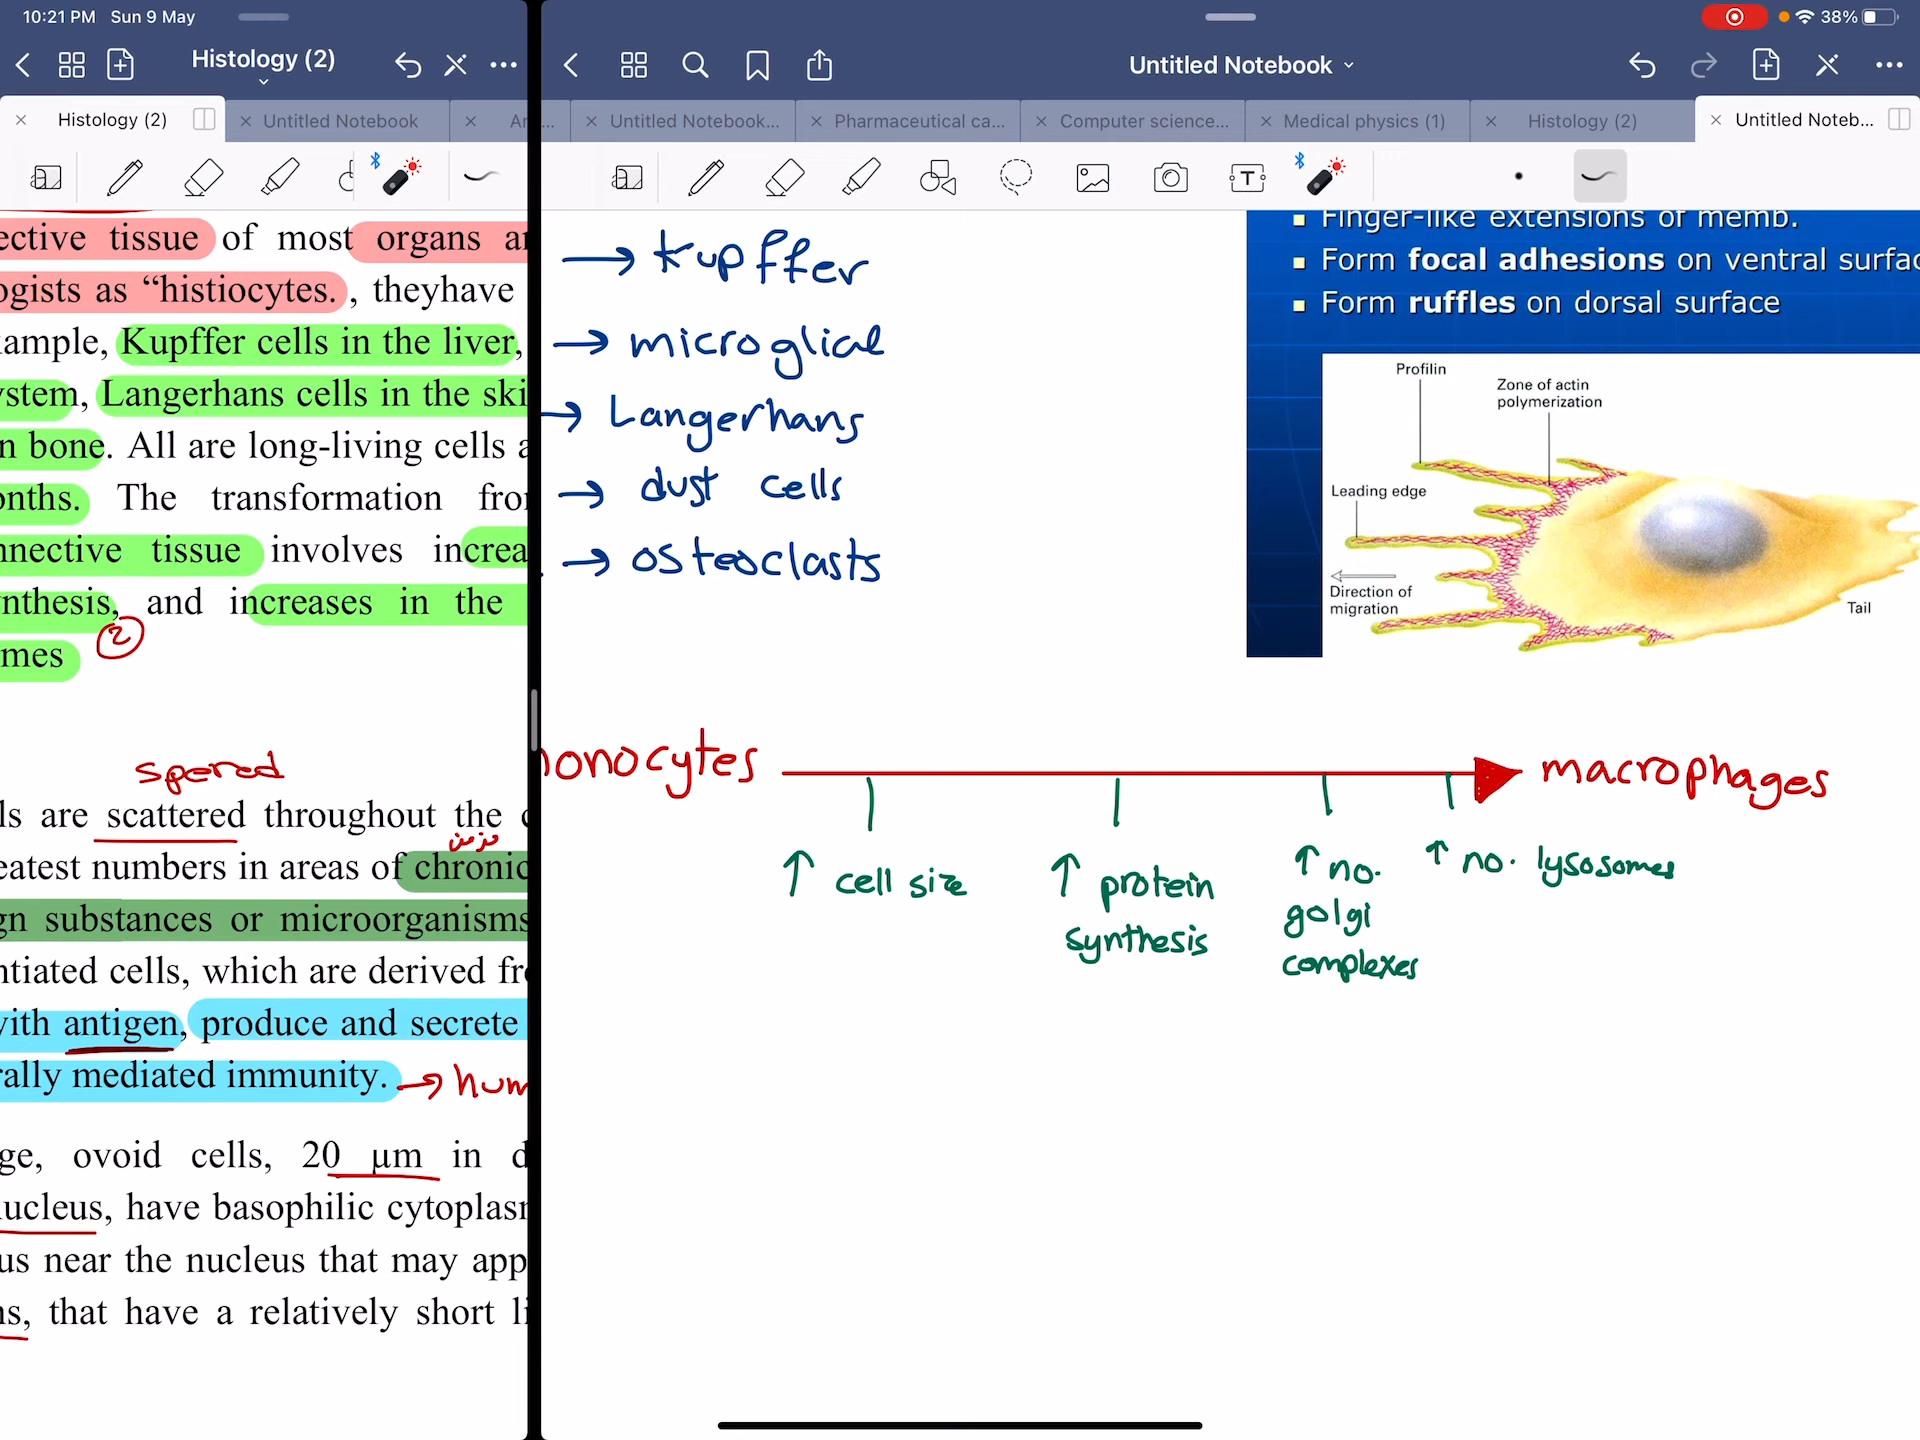 10:21 PM Sun 9 May
38%
Histology (2)
Untitled Notebook
Histology (2)
Untitled Notebook
An...
Untitled Notebook...
Pharmaceutical ca...
Computer science...
Medical physics (1)
Histology (2)
Untitled Noteb...
ective tissue of most organs an
ogists as “histiocytes. , theyhave
ample, Kupffer cells in the liver,
ystem, Langerhans cells in the ski
n bone. All are long-living cells a
onths. The transformation fro
nnective tissue involves increa
nthesis, and increases in the
2
mes
spered
ls are scattered throughout the c
مزمن
eatest numbers in areas of chronic
gn substances or microorganisms
ntiated cells, which are derived fr
with antigen, produce and secrete
rally mediated immunity. → hum
ge, ovoid cells, 20 µm in d
nucleus, have basophilic cytoplasm
us near the nucleus that may app
ns, that have a relatively short li
→ Kupffer
→ microglial
→ Langerhans
→ dust cells
→ osteoclasts
Finger-like extensions of memb.
Form focal adhesions on ventral surfac
Form ruffles on dorsal surface
Profilin
Zone of actin
polymerization
Leading edge
Direction of
migration
Tail
monocytes
macrophages
↑ cell size
↑ protein
synthesis
↑ no.
golgi
complexes
↑ no. lysosomes